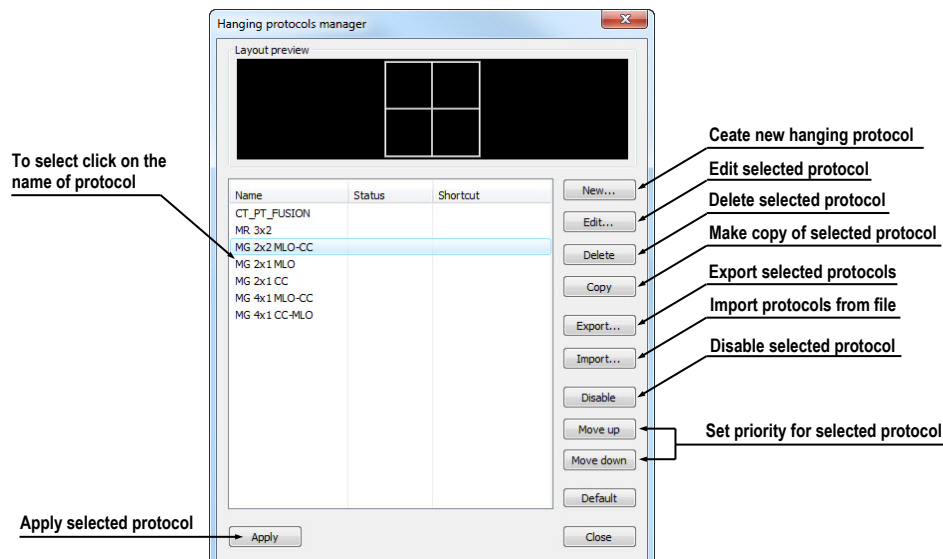 Hanging protocols manager
Layout preview
To select click on the
name of protocol
Name Status Shortcut
CT_PT_FUSION
MR 3x2
MG 2x2 MLO-CC
MG 2x1 MLO
MG 2x1 CC
MG 4x1 MLO-CC
MG 4x1 CC-MLO
New...
Edit...
Delete
Copy
Export...
Import...
Disable
Move up
Move down
Default
Apply
Close
Ceate new hanging protocol
Edit selected protocol
Delete selected protocol
Make copy of selected protocol
Export selected protocols
Import protocols from file
Disable selected protocol
Set priority for selected protocol
Apply selected protocol